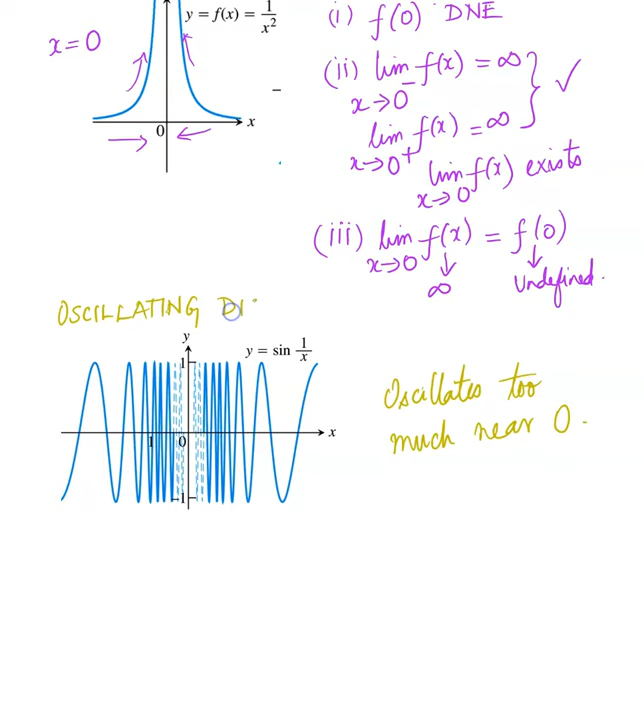 y = f(x) = 1/x²
x = 0
0
x
(i) f(0) DNE
(ii) lim x→0⁻ f(x) = ∞
lim x→0⁺ f(x) = ∞
✓
lim x→0 f(x) exists
(iii) lim x→0 f(x) = f(0)
∞
Undefined.
OSCILLATING DI
y
y = sin 1/x
1
x
1
0
−1
Oscillates too
much near 0.